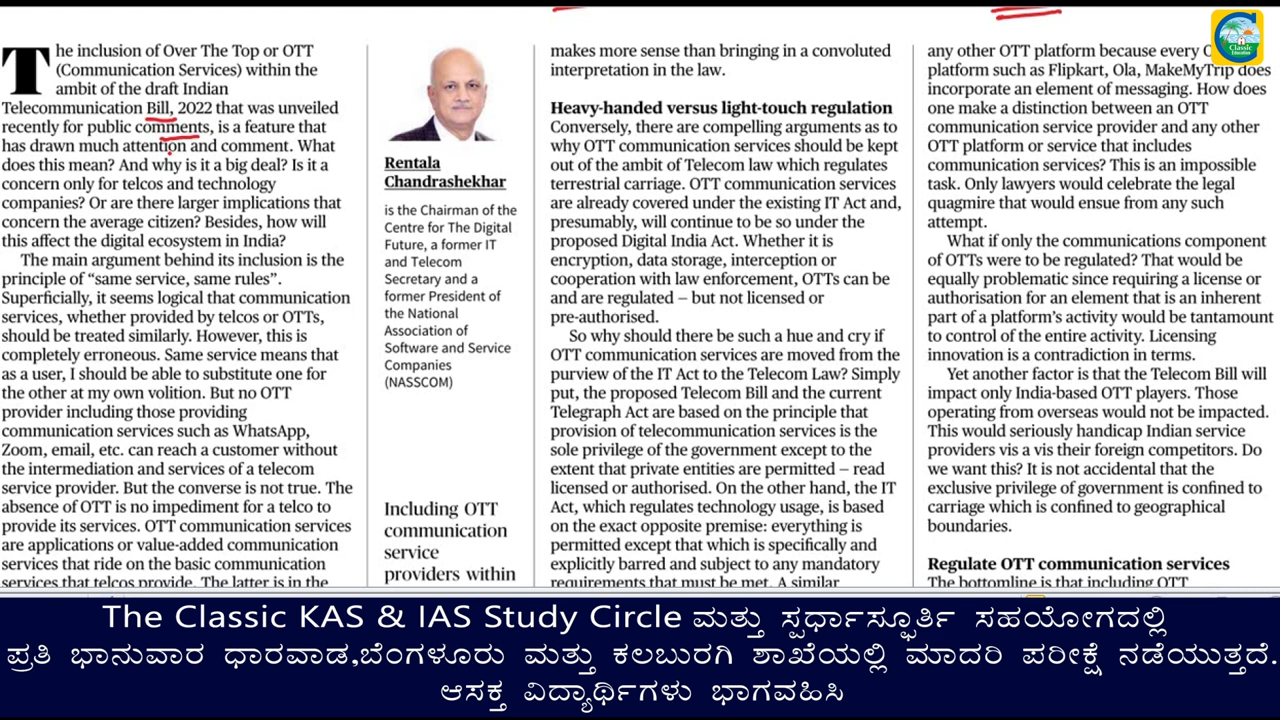 The inclusion of Over The Top or OTT
(Communication Services) within the
ambit of the draft Indian
Telecommunication Bill, 2022 that was unveiled
recently for public comments, is a feature that
has drawn much attention and comment. What
does this mean? And why is it a big deal? Is it a
concern only for telcos and technology
companies? Or are there larger implications that
concern the average citizen? Besides, how will
this affect the digital ecosystem in India?
The main argument behind its inclusion is the
principle of “same service, same rules”.
Superficially, it seems logical that communication
services, whether provided by telcos or OTTs,
should be treated similarly. However, this is
completely erroneous. Same service means that
as a user, I should be able to substitute one for
the other at my own volition. But no OTT
provider including those providing
communication services such as WhatsApp,
Zoom, email, etc. can reach a customer without
the intermediation and services of a telecom
service provider. But the converse is not true. The
absence of OTT is no impediment for a telco to
provide its services. OTT communication services
are applications or value-added communication
services that ride on the basic communication
services that telcos provide. The latter is in the
Rentala
Chandrashekhar
is the Chairman of the
Centre for The Digital
Future, a former IT
and Telecom
Secretary and a
former President of
the National
Association of
Software and Service
Companies
(NASSCOM)
Including OTT
communication
service
providers within
makes more sense than bringing in a convoluted
interpretation in the law.
Heavy-handed versus light-touch regulation
Conversely, there are compelling arguments as to
why OTT communication services should be kept
out of the ambit of Telecom law which regulates
terrestrial carriage. OTT communication services
are already covered under the existing IT Act and,
presumably, will continue to be so under the
proposed Digital India Act. Whether it is
encryption, data storage, interception or
cooperation with law enforcement, OTTs can be
and are regulated – but not licensed or
pre-authorised.
So why should there be such a hue and cry if
OTT communication services are moved from the
purview of the IT Act to the Telecom Law? Simply
put, the proposed Telecom Bill and the current
Telegraph Act are based on the principle that
provision of telecommunication services is the
sole privilege of the government except to the
extent that private entities are permitted – read
licensed or authorised. On the other hand, the IT
Act, which regulates technology usage, is based
on the exact opposite premise: everything is
permitted except that which is specifically and
explicitly barred and subject to any mandatory
requirements that must be met. A similar
any other OTT platform because every
platform such as Flipkart, Ola, MakeMyTrip does
incorporate an element of messaging. How does
one make a distinction between an OTT
communication service provider and any other
OTT platform or service that includes
communication services? This is an impossible
task. Only lawyers would celebrate the legal
quagmire that would ensue from any such
attempt.
What if only the communications component
of OTTs were to be regulated? That would be
equally problematic since requiring a license or
authorisation for an element that is an inherent
part of a platform’s activity would be tantamount
to control of the entire activity. Licensing
innovation is a contradiction in terms.
Yet another factor is that the Telecom Bill will
impact only India-based OTT players. Those
operating from overseas would not be impacted.
This would seriously handicap Indian service
providers vis a vis their foreign competitors. Do
we want this? It is not accidental that the
exclusive privilege of government is confined to
carriage which is confined to geographical
boundaries.
Regulate OTT communication services
The bottomline is that including OTT
Classic
Education
The Classic KAS & IAS Study Circle ಮತ್ತು ಸ್ಪರ್ಧಾಸ್ಫೂರ್ತಿ ಸಹಯೋಗದಲ್ಲಿ
ಪ್ರತಿ ಭಾನುವಾರ ಧಾರವಾಡ,ಬೆಂಗಳೂರು ಮತ್ತು ಕಲಬುರಗಿ ಶಾಖೆಯಲ್ಲಿ ಮಾದರಿ ಪರೀಕ್ಷೆ ನಡೆಯುತ್ತದೆ.
ಆಸಕ್ತ ವಿದ್ಯಾರ್ಥಿಗಳು ಭಾಗವಹಿಸಿ